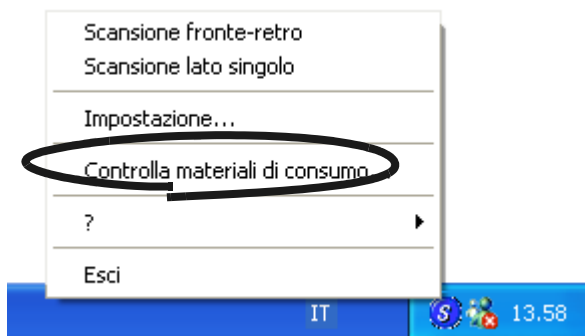 Scansione fronte-retro
Scansione lato singolo
Impostazione...
Controlla materiali di consumo
?
Esci
IT
S
13.58